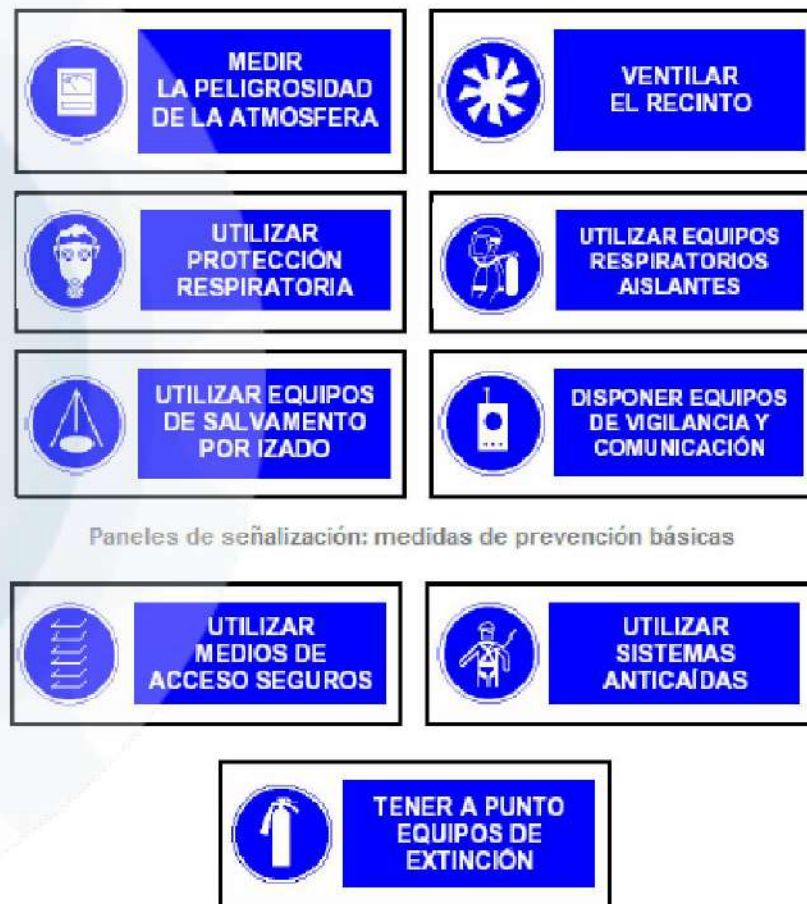 MEDIR
LA PELIGROSIDAD
DE LA ATMÓSFERA
VENTILAR
EL RECINTO
UTILIZAR
PROTECCIÓN
RESPIRATORIA
UTILIZAR EQUIPOS
RESPIRATORIOS
AISLANTES
UTILIZAR EQUIPOS
DE SALVAMENTO
POR IZADO
DISPONER EQUIPOS
DE VIGILANCIA Y
COMUNICACIÓN
Paneles de señalización: medidas de prevención básicas
UTILIZAR
MEDIOS DE
ACCESO SEGUROS
UTILIZAR
SISTEMAS
ANTICAÍDAS
TENER A PUNTO
EQUIPOS DE
EXTINCIÓN